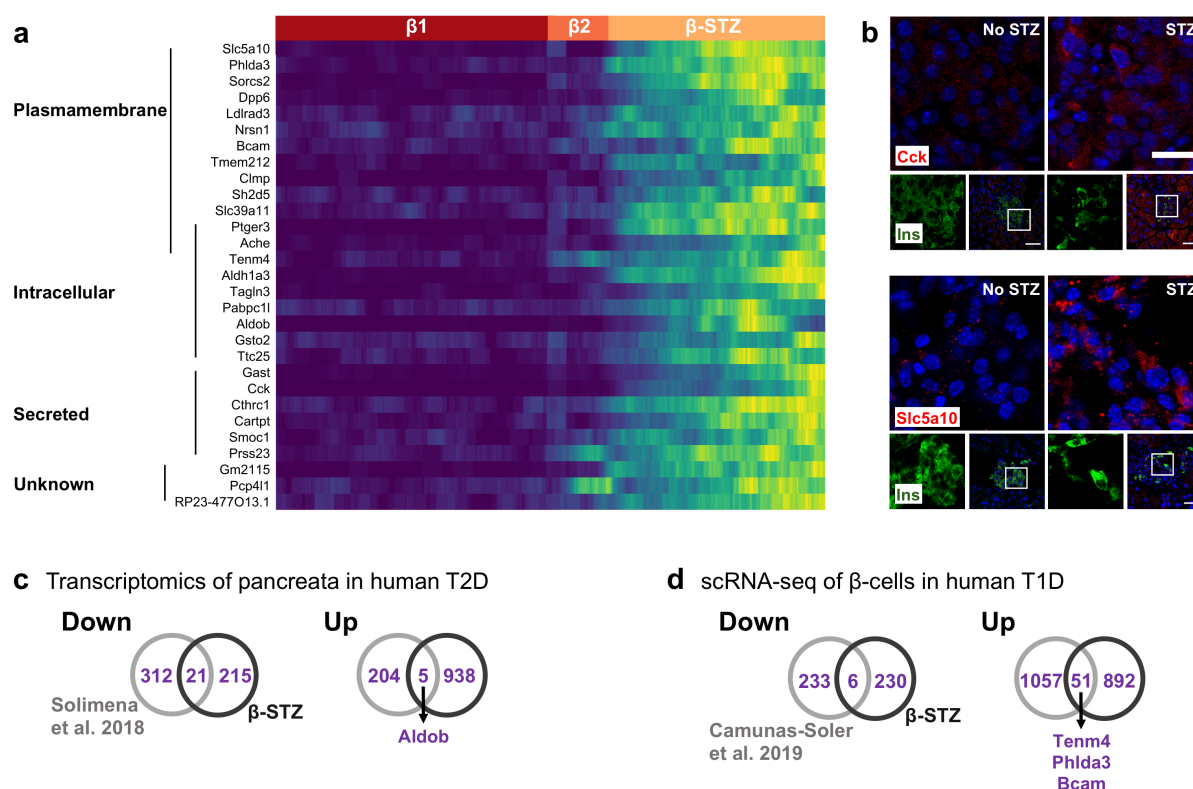 a
β1
β2
β-STZ
Plasmamembrane
Intracellular
Secreted
Unknown
Slc5a10
Phlda3
Sorcs2
Dpp6
Ldlrad3
Nrsn1
Bcam
Tmem212
Clmp
Sh2d5
Slc39a11
Ptger3
Ache
Tenm4
Aldh1a3
Tagln3
Pabpc1l
Aldob
Gsto2
Ttc25
Gast
Cck
Cthrc1
Cartpt
Smoc1
Prss23
Gm2115
Pcp4l1
RP23-477O13.1
b
No STZ
STZ
Cck
Ins
No STZ
STZ
Slc5a10
Ins
c Transcriptomics of pancreata in human T2D
Down
Up
312 21 215
204 5 938
Solimena
et al. 2018
β-STZ
Aldob
d scRNA-seq of β-cells in human T1D
Down
Up
233 6 230
1057 51 892
Camunas-Soler
et al. 2019
β-STZ
Tenm4
Phlda3
Bcam